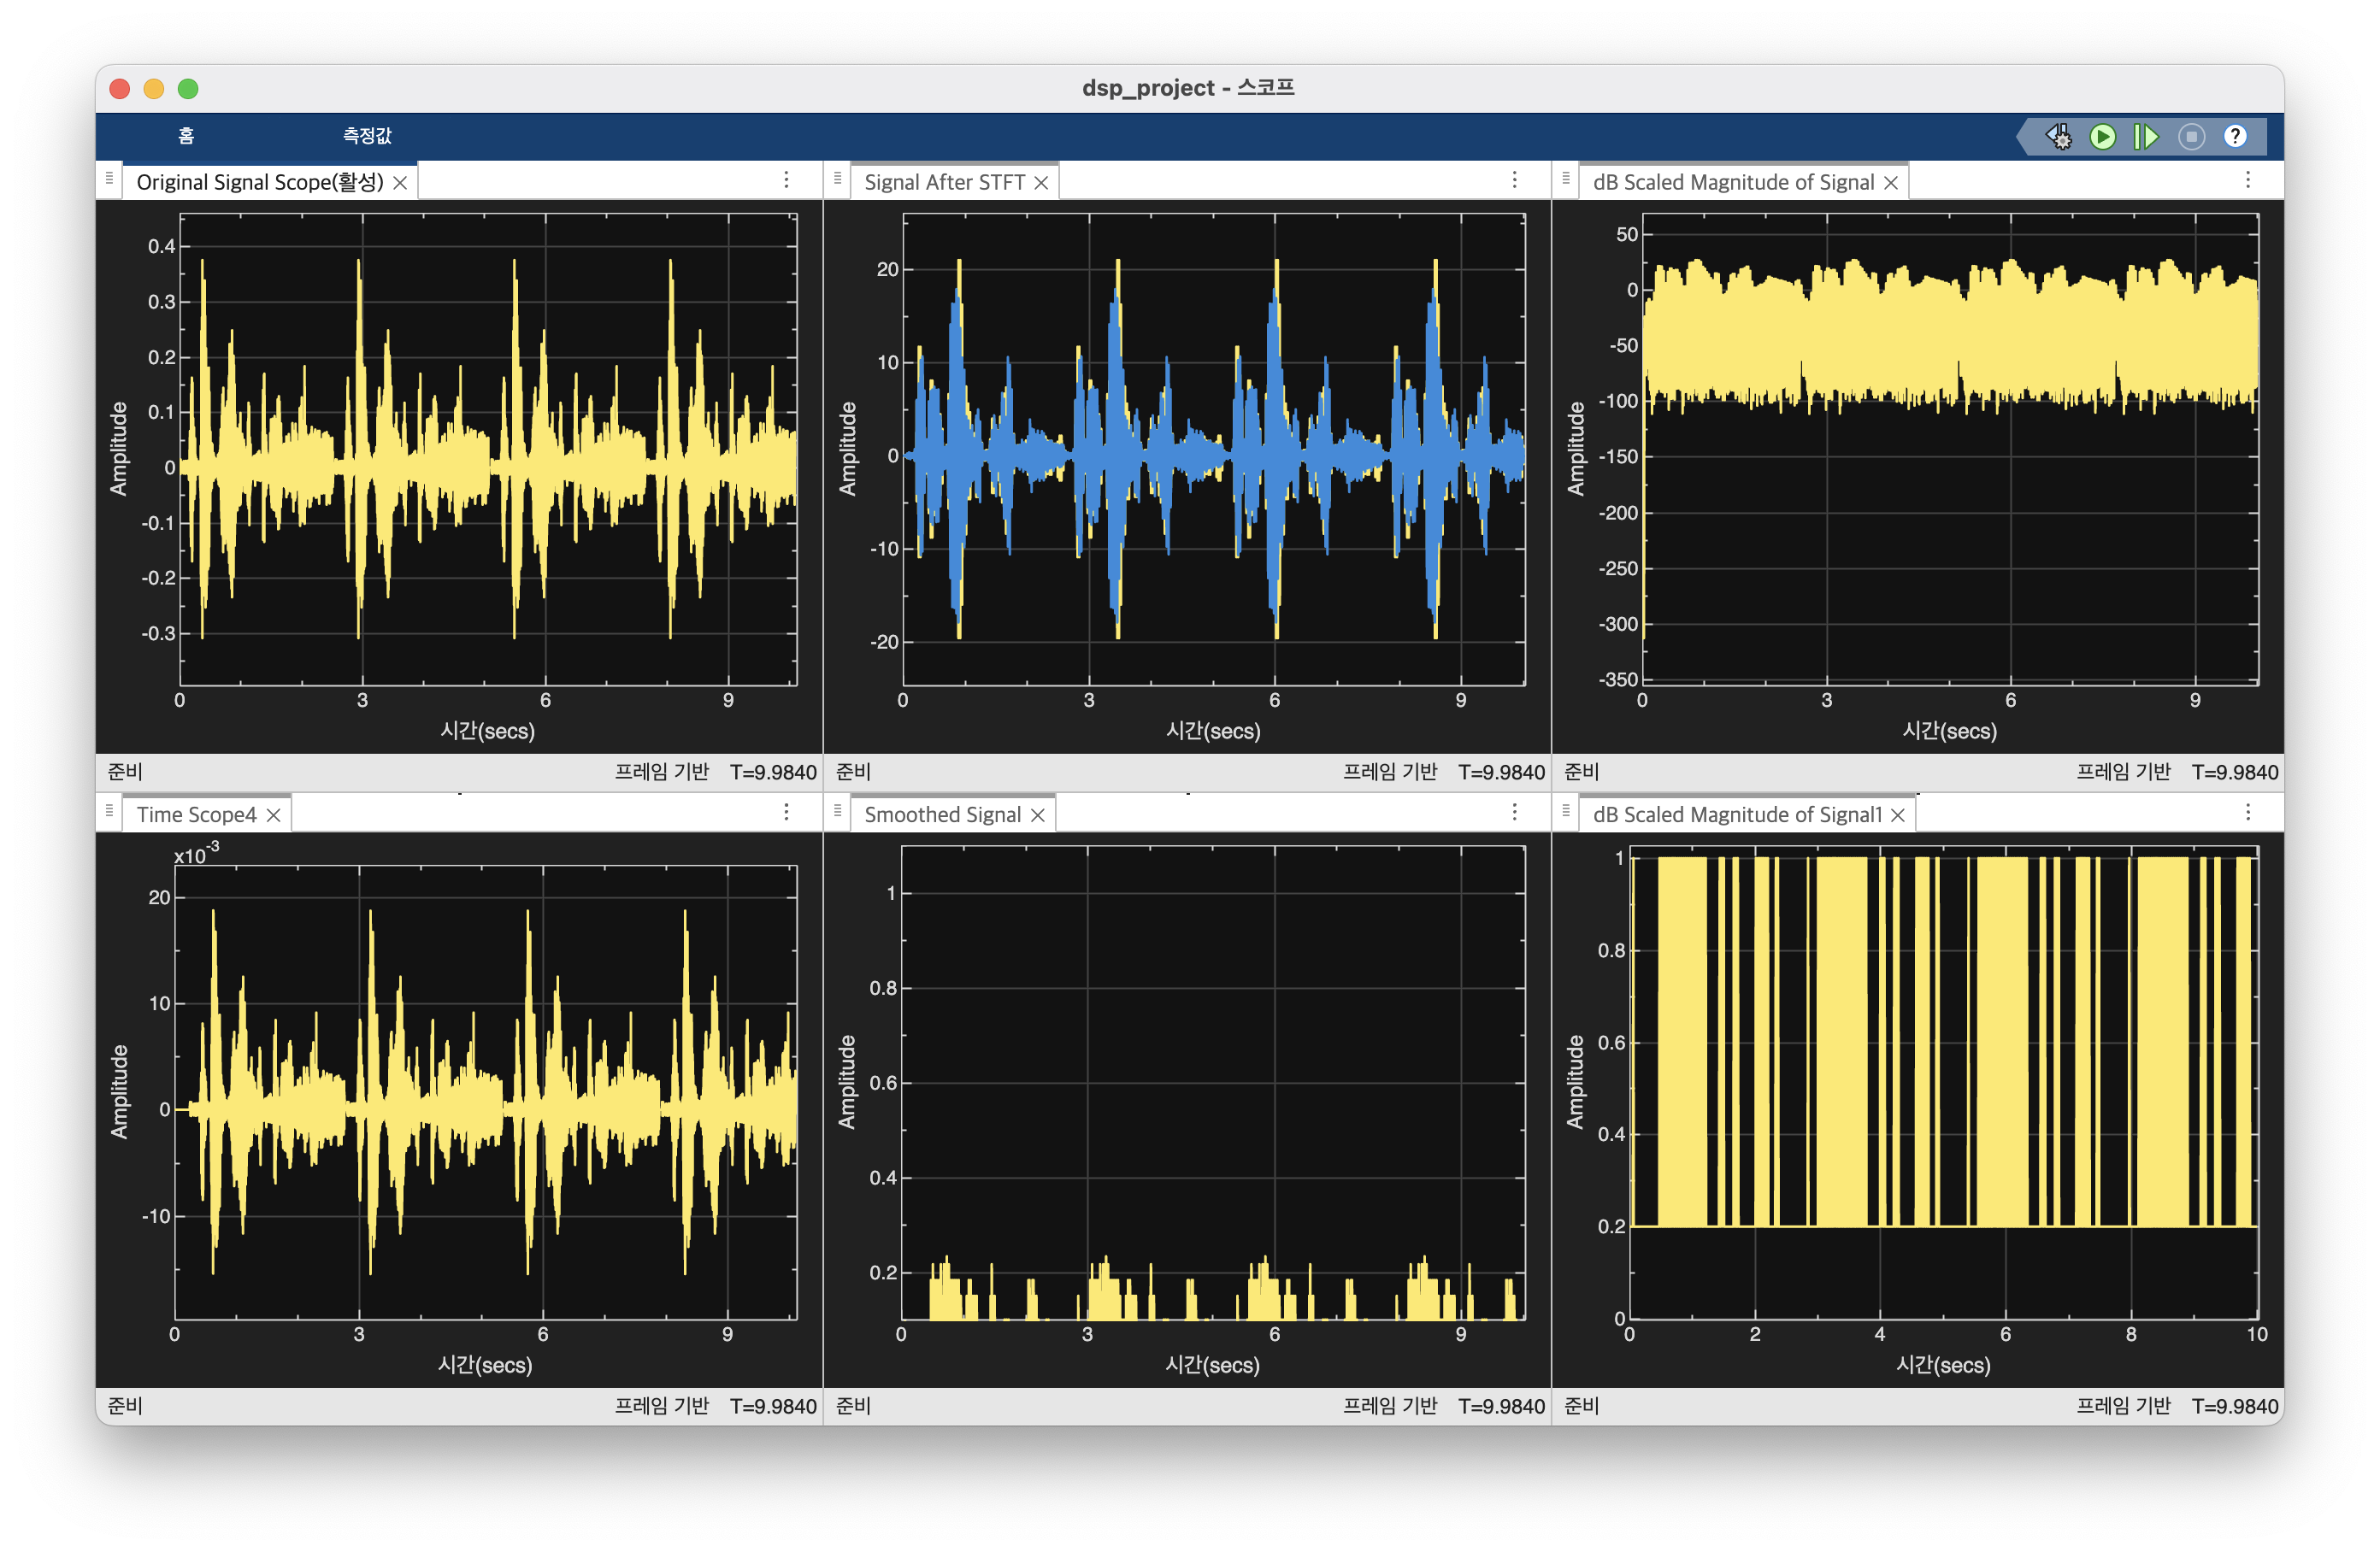 dsp_project - 스코프
홈 측정값
?
Original Signal Scope(활성)
0.4
0.3
0.2
0.1
0
-0.1
-0.2
-0.3
Amplitude
0 3 6 9
시간(secs)
준비 프레임 기반 T=9.9840
Signal After STFT
20
10
0
-10
-20
Amplitude
0 3 6 9
시간(secs)
준비 프레임 기반 T=9.9840
dB Scaled Magnitude of Signal
50
0
-50
-100
-150
-200
-250
-300
-350
Amplitude
0 3 6 9
시간(secs)
준비 프레임 기반 T=9.9840
Time Scope4
x10-3
20
10
0
-10
Amplitude
0 3 6 9
시간(secs)
준비 프레임 기반 T=9.9840
Smoothed Signal
1
0.8
0.6
0.4
0.2
Amplitude
0 3 6 9
시간(secs)
준비 프레임 기반 T=9.9840
dB Scaled Magnitude of Signal1
1
0.8
0.6
0.4
0.2
0
Amplitude
0 2 4 6 8 10
시간(secs)
준비 프레임 기반 T=9.9840